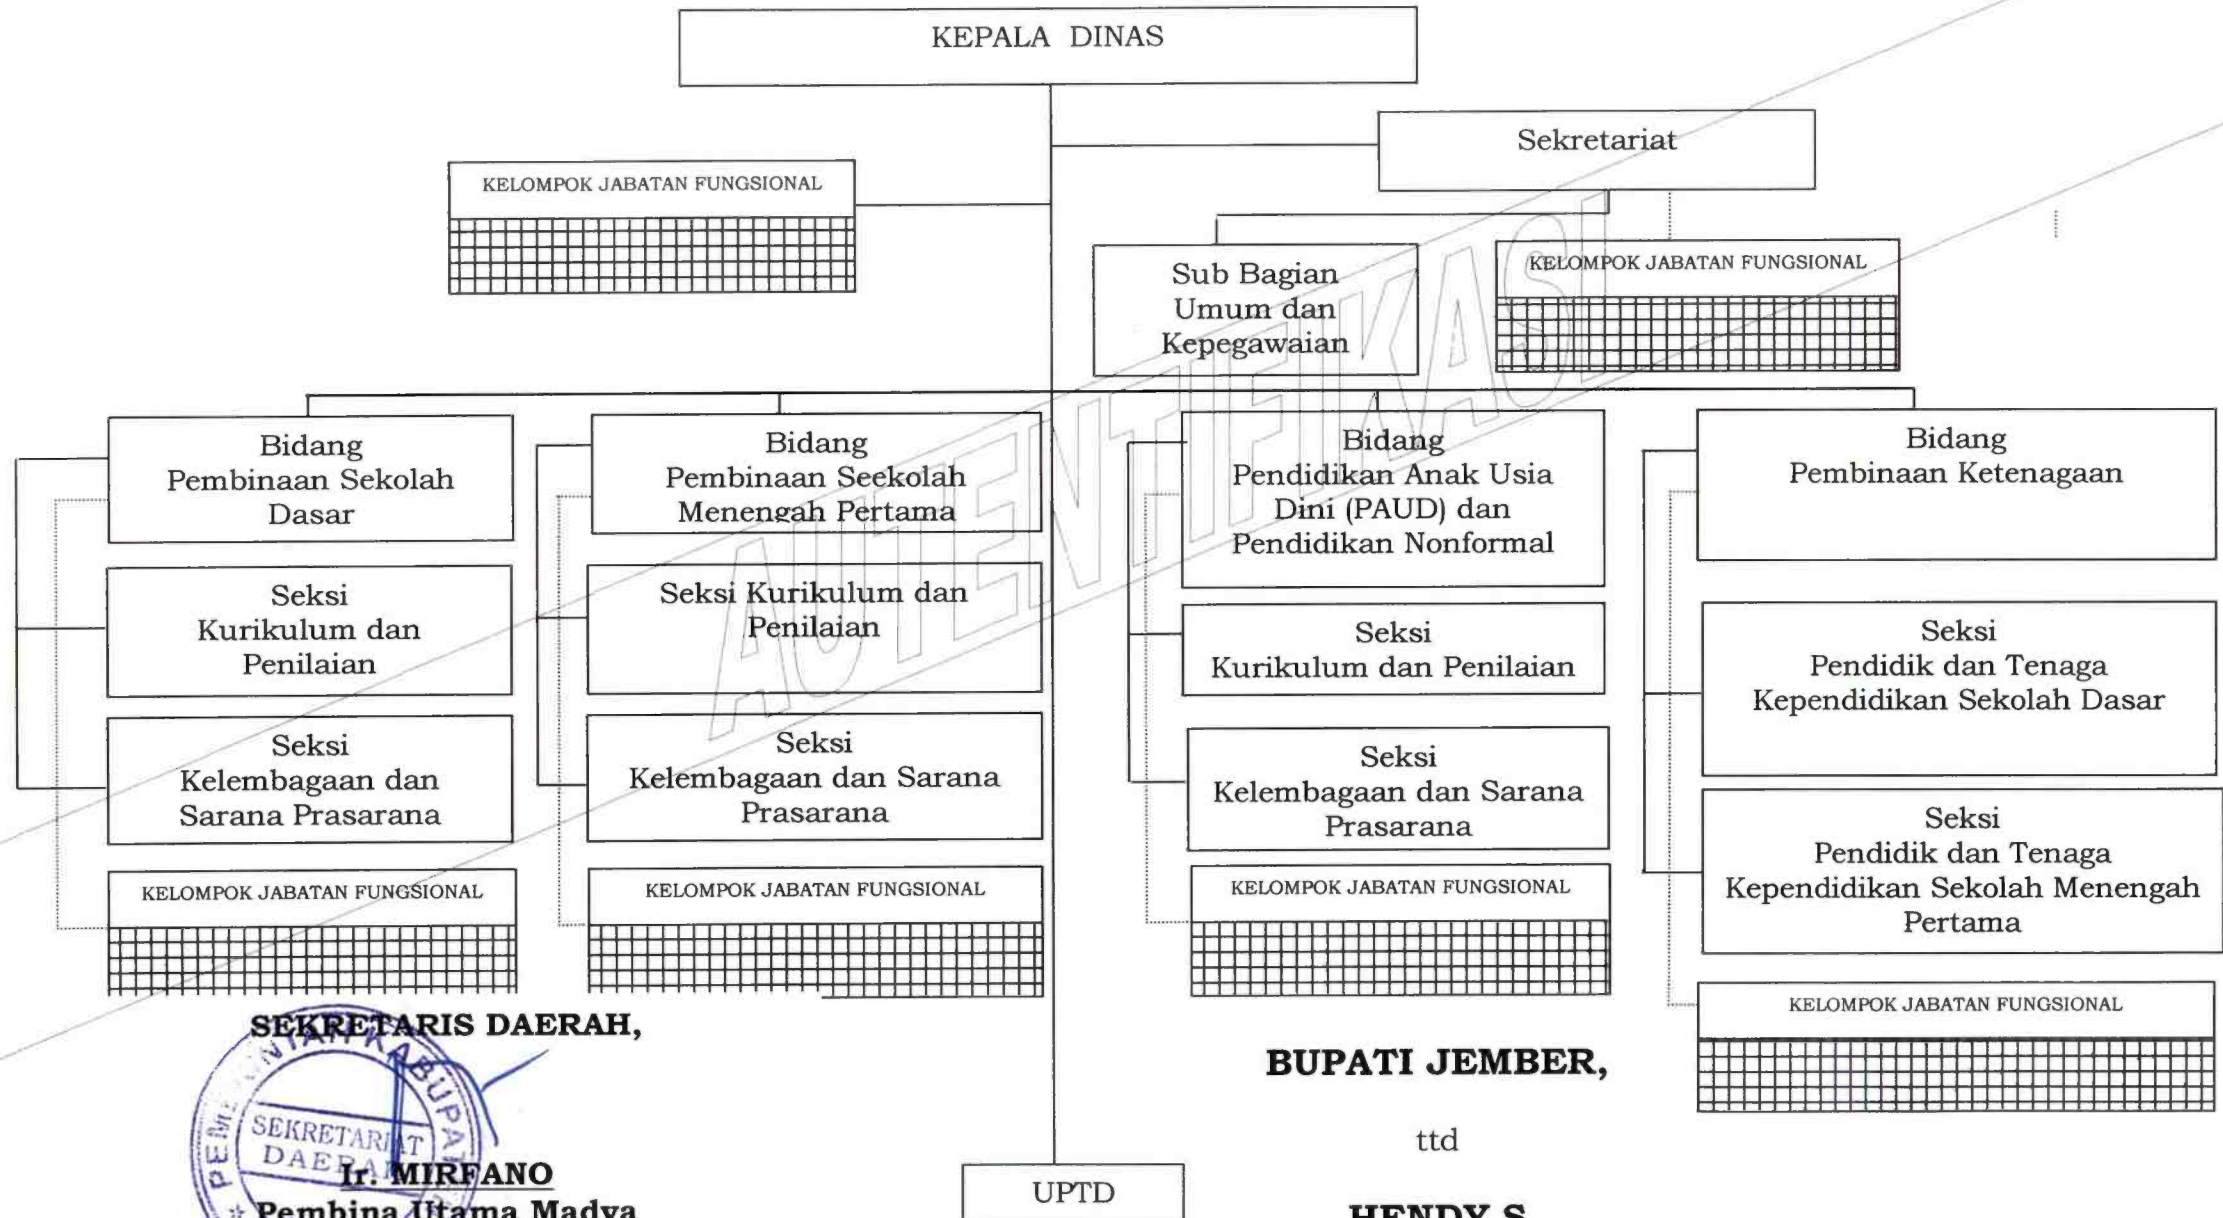 KEPALA DINAS
Sekretariat
KELOMPOK JABATAN FUNGSIONAL
Sub Bagian
Umum dan
Kepegawaian
KELOMPOK JABATAN FUNGSIONAL
Bidang
Pembinaan Sekolah
Dasar
Seksi
Kurikulum dan
Penilaian
Seksi
Kelembagaan dan
Sarana Prasarana
KELOMPOK JABATAN FUNGSIONAL
Bidang
Pembinaan Seekolah
Menengah Pertama
Seksi Kurikulum dan
Penilaian
Seksi
Kelembagaan dan Sarana
Prasarana
KELOMPOK JABATAN FUNGSIONAL
Bidang
Pendidikan Anak Usia
Dini (PAUD) dan
Pendidikan Nonformal
Seksi
Kurikulum dan Penilaian
Seksi
Kelembagaan dan Sarana
Prasarana
KELOMPOK JABATAN FUNGSIONAL
Bidang
Pembinaan Ketenagaan
Seksi
Pendidik dan Tenaga
Kependidikan Sekolah Dasar
Seksi
Pendidik dan Tenaga
Kependidikan Sekolah Menengah
Pertama
KELOMPOK JABATAN FUNGSIONAL
AUTENTIFIKASI
SEKRETARIS DAERAH,
SEKRETARIAT
DAERAH
Ir. MIRFANO
Pembina Utama Madya
UPTD
BUPATI JEMBER,
ttd
HENDY S